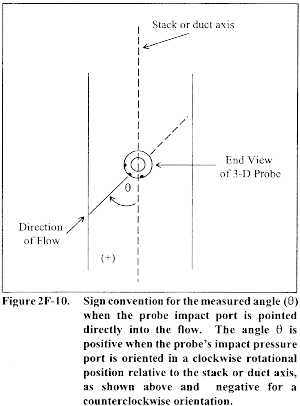 Stack or duct axis
End View
of 3-D Probe
θ
Direction
of Flow
(+)
Figure 2F-10. Sign convention for the measured angle (θ)
when the probe impact port is pointed
directly into the flow. The angle θ is
positive when the probe's impact pressure
port is oriented in a clockwise rotational
position relative to the stack or duct axis,
as shown above and negative for a
counterclockwise orientation.